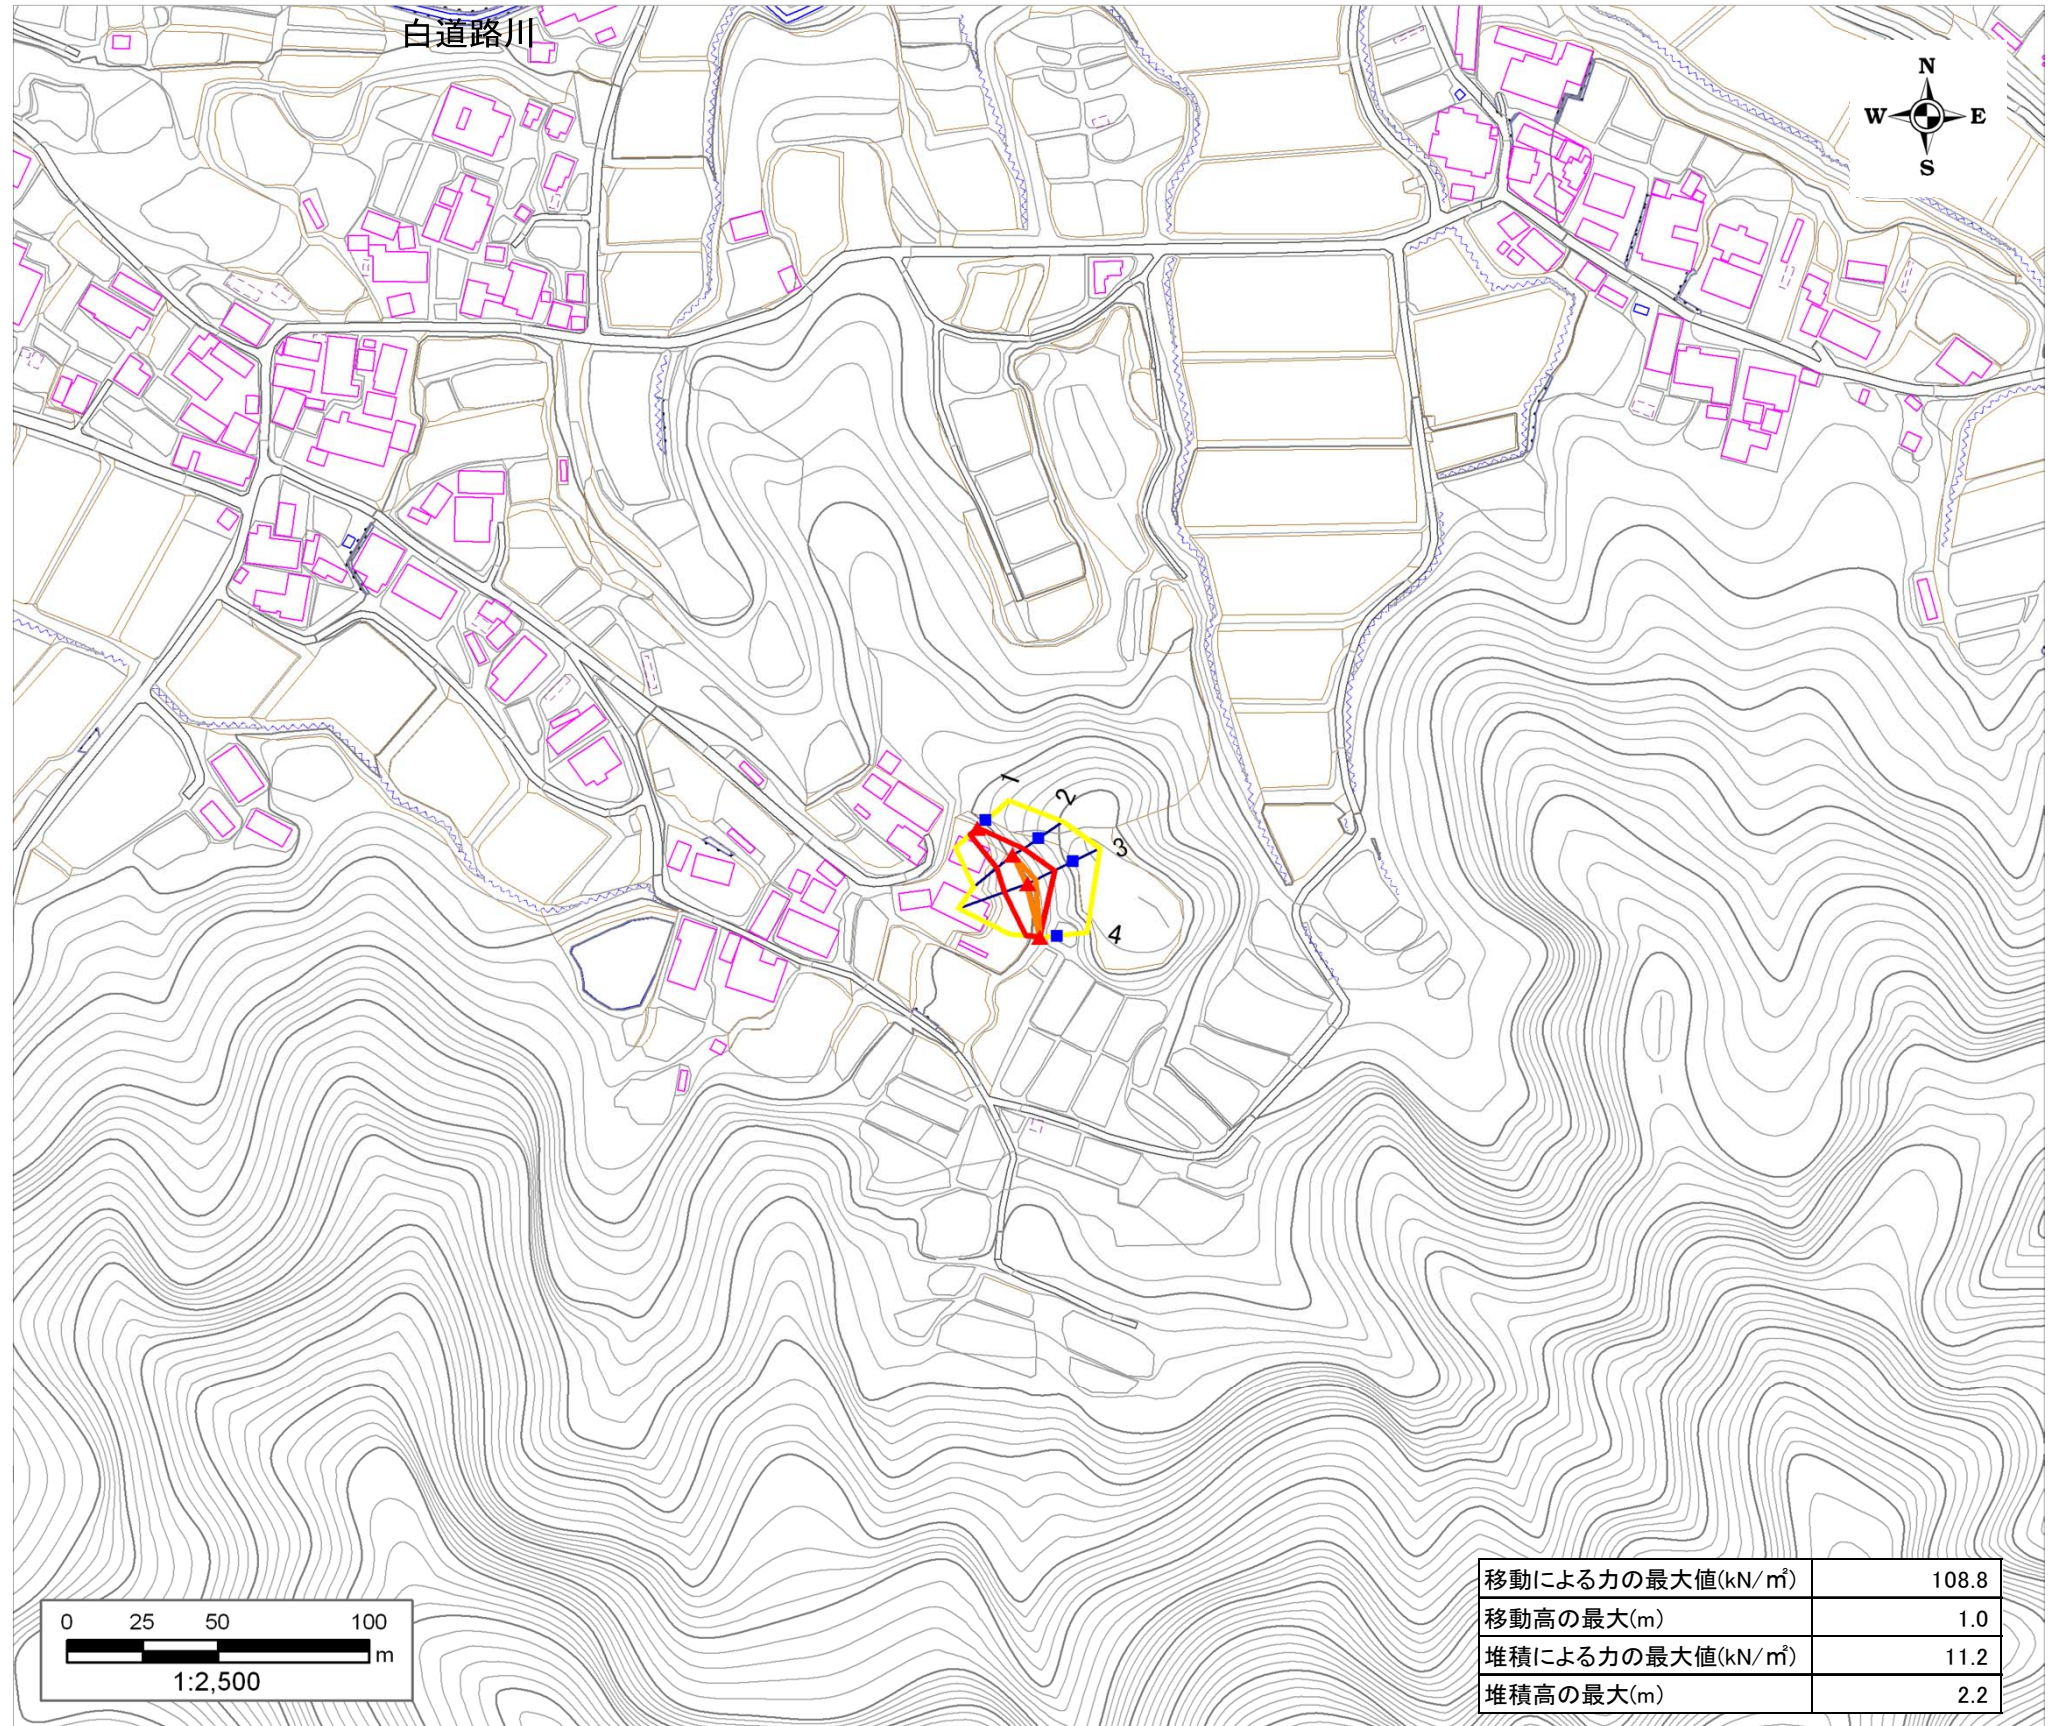 白道路川
N
W E
S
1
2
3
4
移動による力の最大値(kN/㎡) 108.8
移動高の最大(m) 1.0
堆積による力の最大値(kN/㎡) 11.2
堆積高の最大(m) 2.2
0 25 50 100
m
1:2,500